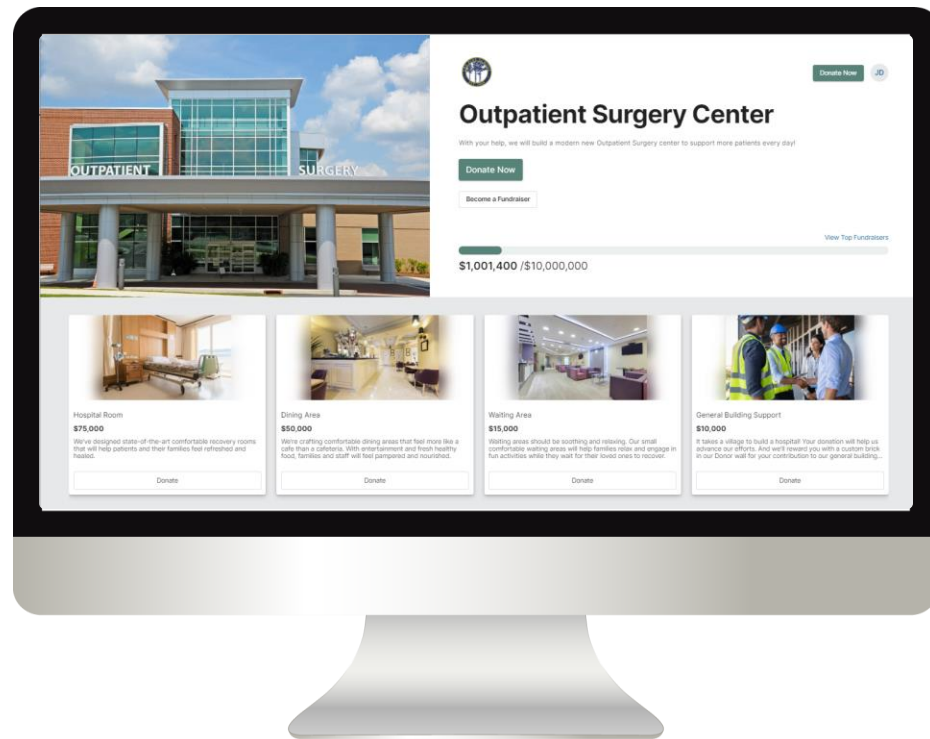 OUTPATIENT
SURGERY
Donate Now
JD
Outpatient Surgery Center
With your help, we will build a modern new Outpatient Surgery center to support more patients every day!
Donate Now
Become a Fundraiser
View Top Fundraisers
$1,001,400 /$10,000,000
Hospital Room
$75,000
We've designed state-of-the-art comfortable recovery rooms
that will help patients and their families feel refreshed and
healed.
Donate
Dining Area
$50,000
We're crafting comfortable dining areas that feel more like a
cafe than a cafeteria. With entertainment and fresh healthy
food, families and staff will feel pampered and nourished.
Donate
Waiting Area
$15,000
Waiting areas should be soothing and relaxing. Our small
comfortable waiting areas will help families relax and engage in
fun activities while they wait for their loved ones to recover.
Donate
General Building Support
$10,000
It takes a village to build a hospital! Your donation will help us
advance our efforts. And we'll reward you with a custom brick
in our Donor wall for your contribution to our general building...
Donate